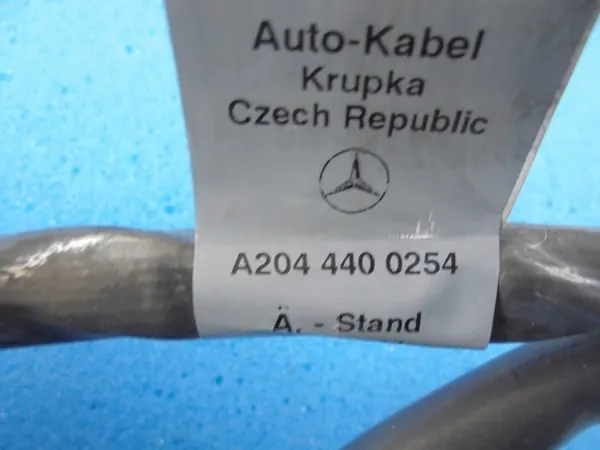 Auto-Kabel
Krupka
Czech Republic
A204 440 0254
Ä. - Stand